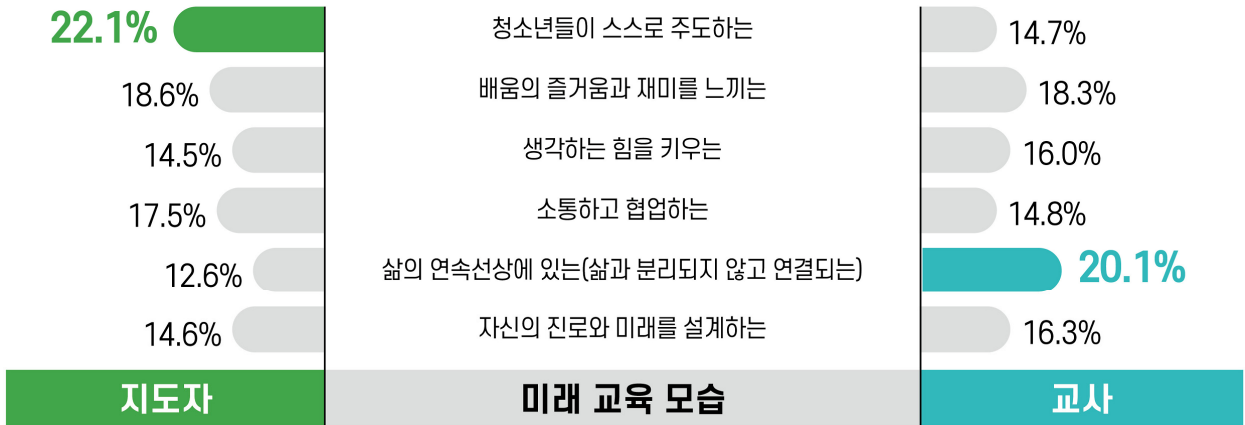 22.1% 청소년들이 스스로 주도하는 14.7%
18.6% 배움의 즐거움과 재미를 느끼는 18.3%
14.5% 생각하는 힘을 키우는 16.0%
17.5% 소통하고 협업하는 14.8%
12.6% 삶의 연속선상에 있는(삶과 분리되지 않고 연결되는) 20.1%
14.6% 자신의 진로와 미래를 설계하는 16.3%
지도자 미래 교육 모습 교사